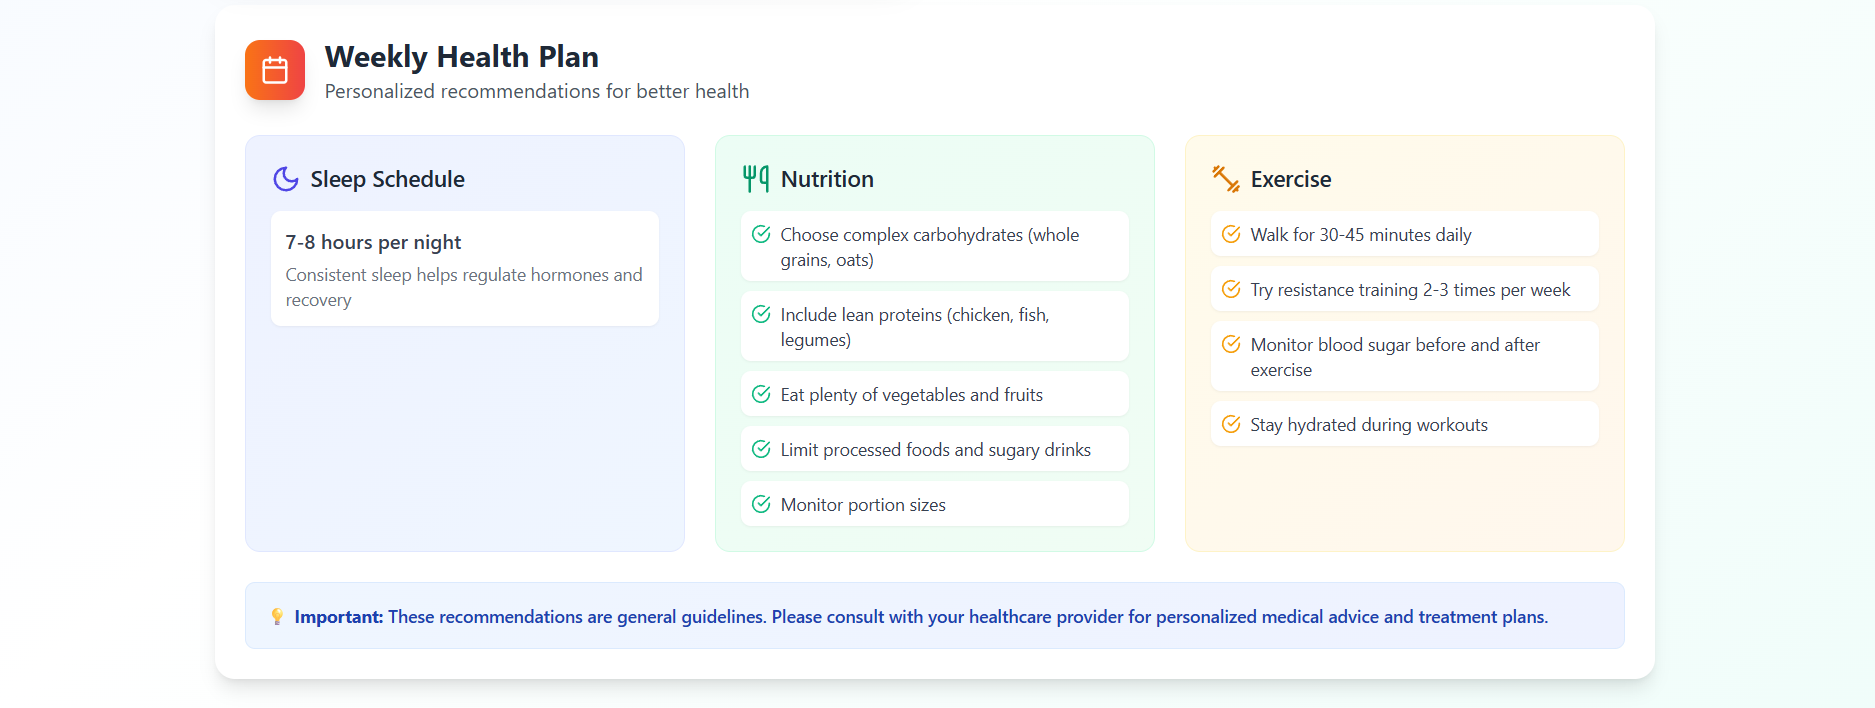 Weekly Health Plan
Personalized recommendations for better health
Sleep Schedule
7-8 hours per night
Consistent sleep helps regulate hormones and
recovery
Nutrition
Choose complex carbohydrates (whole
grains, oats)
Include lean proteins (chicken, fish,
legumes)
Eat plenty of vegetables and fruits
Limit processed foods and sugary drinks
Monitor portion sizes
Exercise
Walk for 30-45 minutes daily
Try resistance training 2-3 times per week
Monitor blood sugar before and after
exercise
Stay hydrated during workouts
💡 Important: These recommendations are general guidelines. Please consult with your healthcare provider for personalized medical advice and treatment plans.